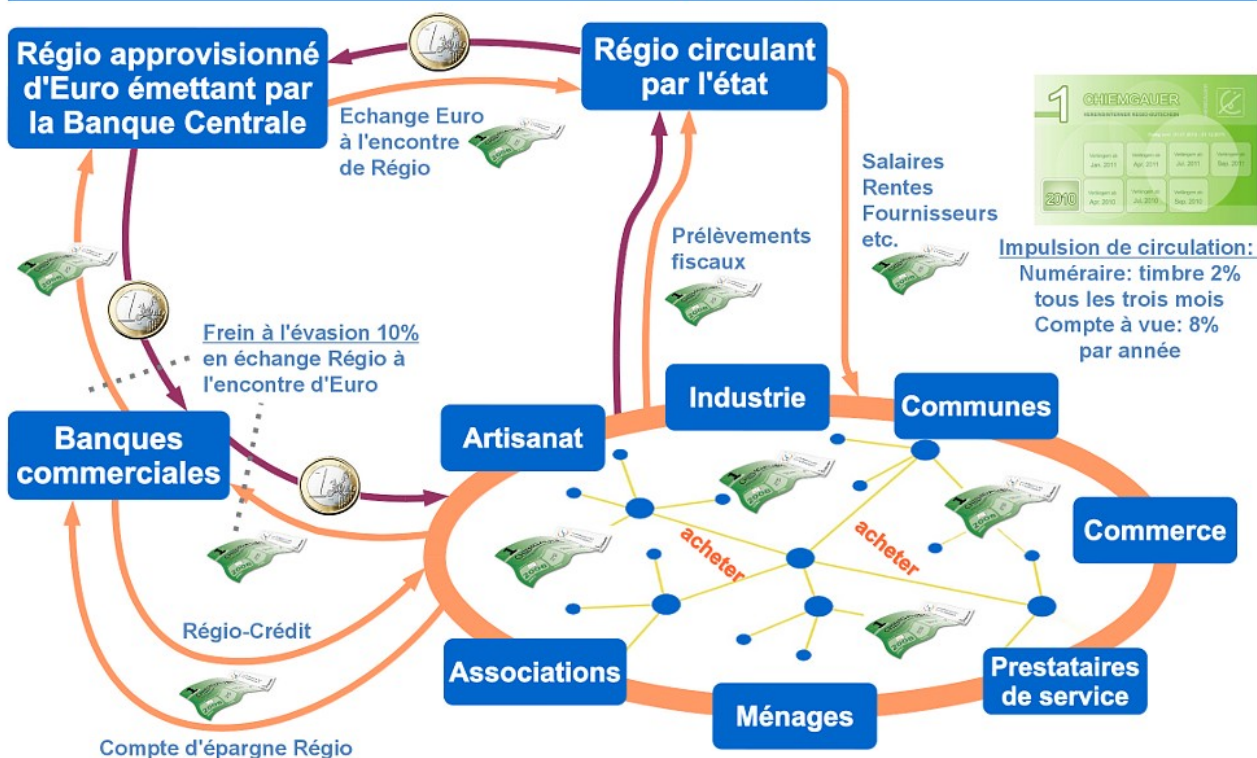 Régio approvisionné
d'Euro émettant par
la Banque Centrale
Régio circulant
par l'état
Echange Euro
à l'encontre
de Régio
Salaires
Rentes
Fournisseurs
etc.
Prélèvements
fiscaux
1
CHIEMGAUER
2010
Impulsion de circulation:
Numéraire: timbre 2%
tous les trois mois
Compte à vue: 8%
par année
Frein à l'évasion 10%
en échange Régio à
l'encontre d'Euro
Banques
commerciales
Artisanat
Industrie
Communes
Commerce
Prestataires
de service
Ménages
Associations
acheter
acheter
Régio-Crédit
Compte d'épargne Régio